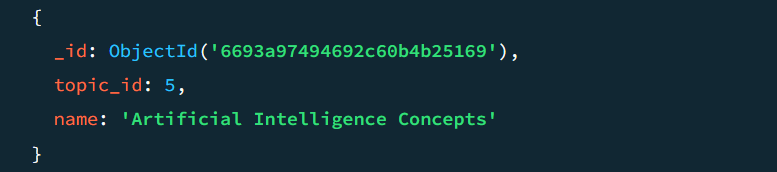 {
_id: ObjectId('6693a97494692c60b4b25169'),
topic_id: 5,
name: 'Artificial Intelligence Concepts'
}